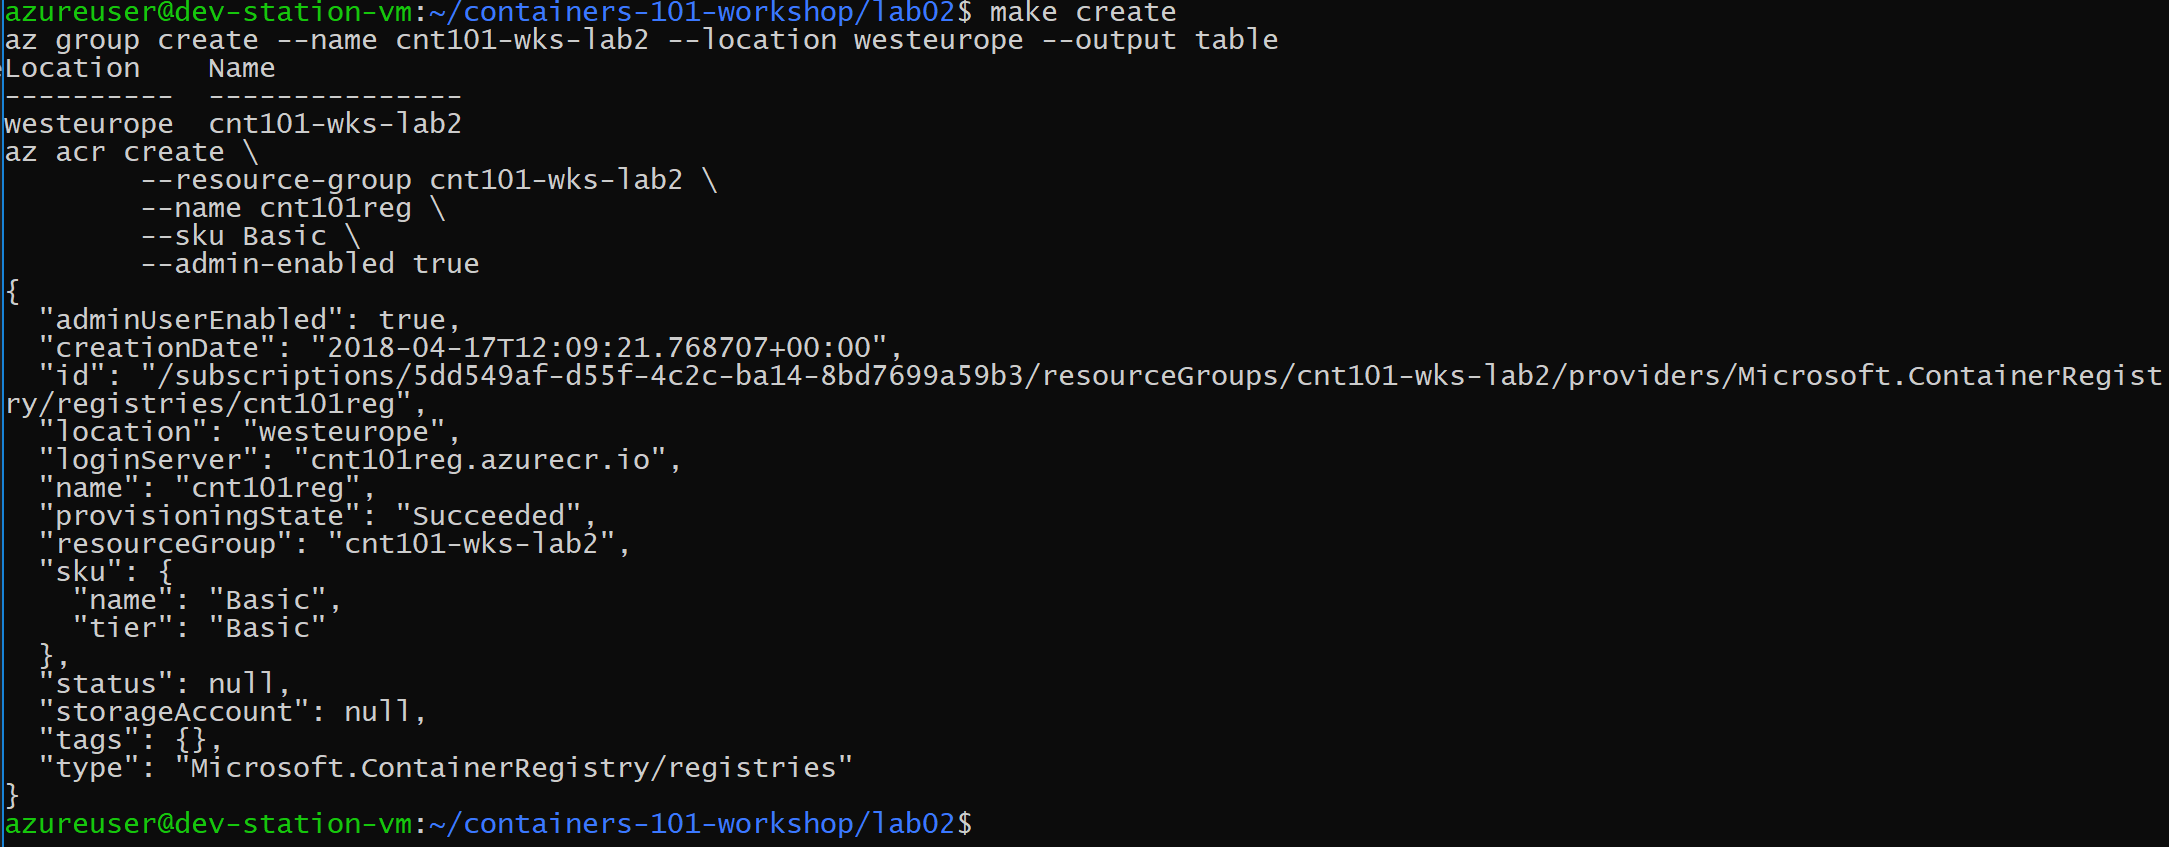 azureuser@dev-station-vm:~/containers-101-workshop/lab02$ make create
az group create --name cnt101-wks-lab2 --location westeurope --output table
Location    Name
----------  ---------------
westeurope  cnt101-wks-lab2
az acr create \
        --resource-group cnt101-wks-lab2 \
        --name cnt101reg \
        --sku Basic \
        --admin-enabled true
{
  "adminUserEnabled": true,
  "creationDate": "2018-04-17T12:09:21.768707+00:00",
  "id": "/subscriptions/5dd549af-d55f-4c2c-ba14-8bd7699a59b3/resourceGroups/cnt101-wks-lab2/providers/Microsoft.ContainerRegist
ry/registries/cnt101reg",
  "location": "westeurope",
  "loginServer": "cnt101reg.azurecr.io",
  "name": "cnt101reg",
  "provisioningState": "Succeeded",
  "resourceGroup": "cnt101-wks-lab2",
  "sku": {
    "name": "Basic",
    "tier": "Basic"
  },
  "status": null,
  "storageAccount": null,
  "tags": {},
  "type": "Microsoft.ContainerRegistry/registries"
}
azureuser@dev-station-vm:~/containers-101-workshop/lab02$